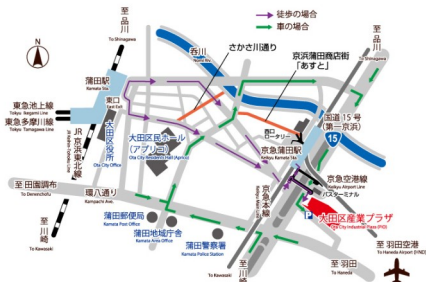 徒歩の場合
車の場合
至品川
To Shinagawa
至品川
To Shinagawa
N
呑川
さかさ川通り
京浜蒲田商店街
「あすと」
蒲田駅
Kamata Sta.
東口
East Exit
東急池上線
Tokyu Ikegami Line
東急多摩川線
Tokyu Tamagawa Line
JR京浜東北線
大田区役所
Ota City Office
大田区民ホール
(アプリコ)
Ota City Residents Hall (Aprico)
西口
ロータリー
国道15号
(第一京浜)
15
京急蒲田駅
Keikyu Kamata Sta.
京急空港線
Keikyu Airport Line
バスターミナル
京急本線
至 田園調布
To Denenchofu
環八通り
Kampachi Ave.
P
大田区産業プラザ
Ota City Industrial Plaza (PiO)
蒲田郵便局
Kamata Post Office
蒲田地域庁舎
Kamata Area Office
蒲田警察署
Kamata Police Station
至川崎
To Kawasaki
至川崎
To Kawasaki
至 羽田
To Haneda
至 羽田空港
To Haneda Airport (HND)